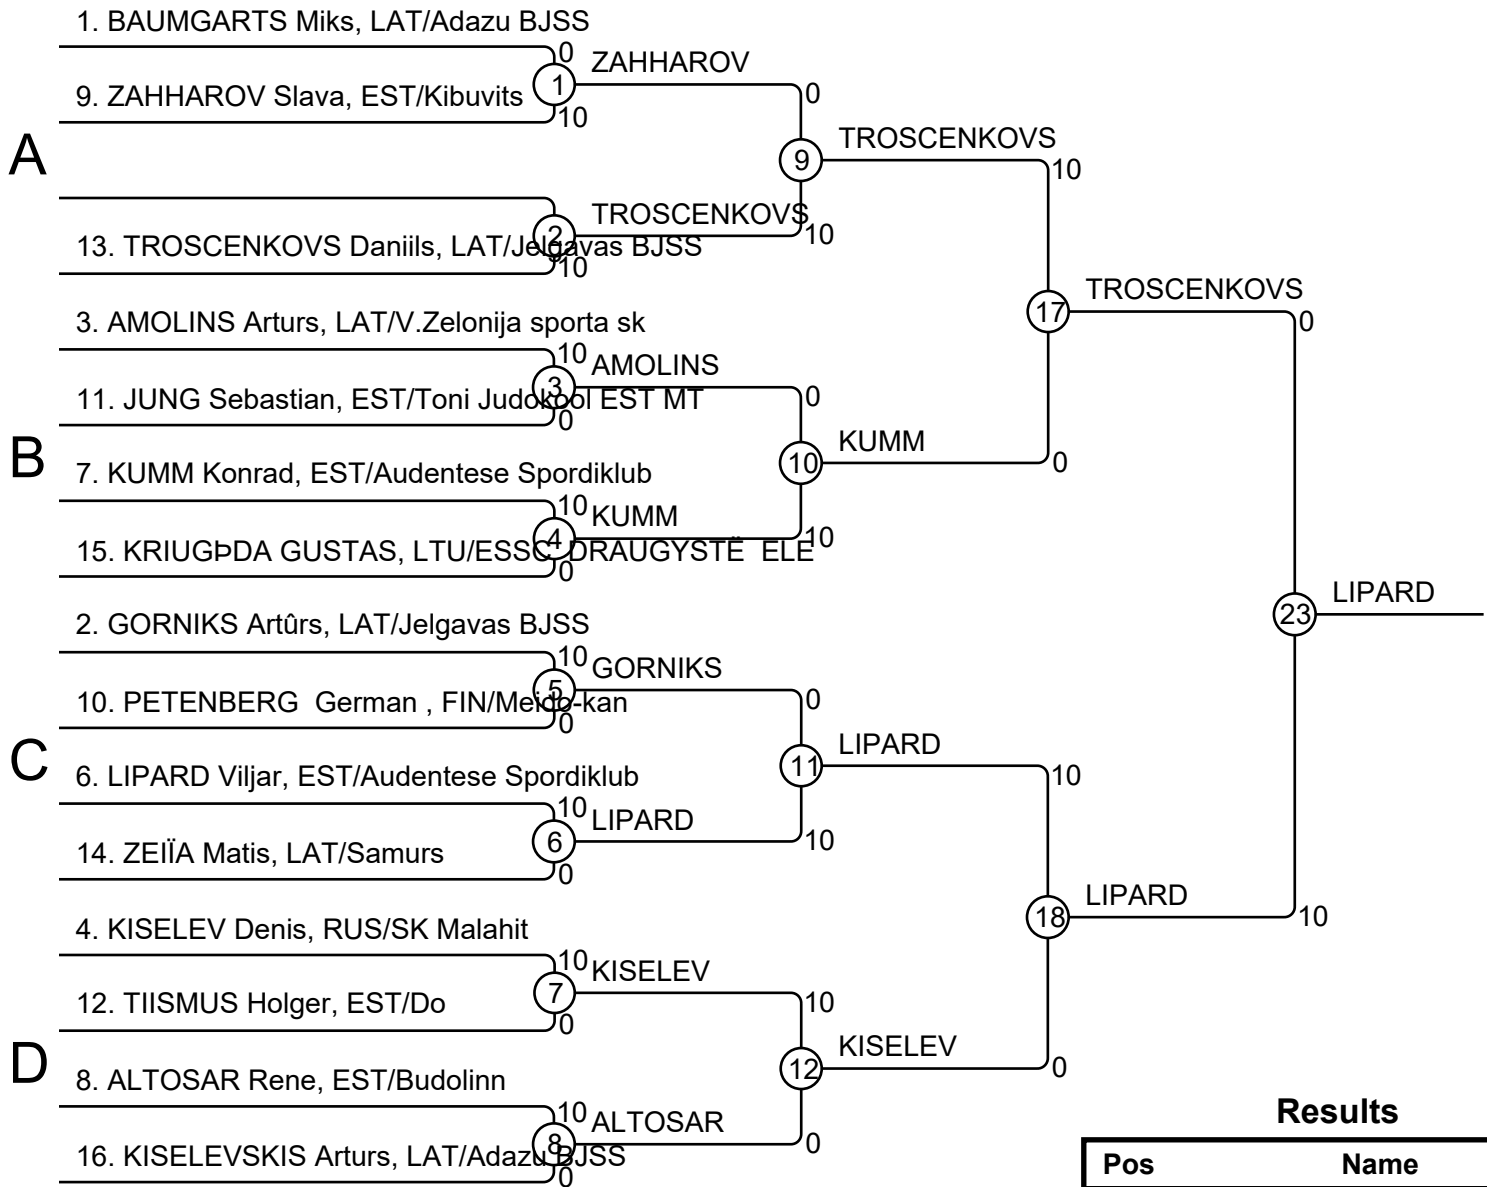 1. BAUMGARTS Miks, LAT/Adazu BJSS
0
ZAHHAROV
1
9. ZAHHAROV Slava, EST/Kibuvits
10
0
A
TROSCENKOVS
9
10
TROSCENKOVS
2
10
13. TROSCENKOVS Daniils, LAT/Jelgavas BJSS
10
TROSCENKOVS
17
0
3. AMOLINS Arturs, LAT/V.Zelonija sporta sk
10
AMOLINS
3
0
11. JUNG Sebastian, EST/Toni Judokool EST MT
0
B
KUMM
10
0
7. KUMM Konrad, EST/Audentese Spordiklub
10
KUMM
4
10
15. KRIUGÞDA GUSTAS, LTU/ESSC DRAUGYSTË ELE
0
LIPARD
23
2. GORNIKS Artûrs, LAT/Jelgavas BJSS
10
GORNIKS
5
0
10. PETENBERG German , FIN/Meido-kan
0
C
LIPARD
11
10
6. LIPARD Viljar, EST/Audentese Spordiklub
10
LIPARD
6
10
14. ZEIÏA Matis, LAT/Samurs
0
LIPARD
18
10
4. KISELEV Denis, RUS/SK Malahit
10
KISELEV
7
10
12. TIISMUS Holger, EST/Do
0
D
KISELEV
12
0
8. ALTOSAR Rene, EST/Budolinn
10
ALTOSAR
8
0
16. KISELEVSKIS Arturs, LAT/Adazu BJSS
0
Results
Pos Name